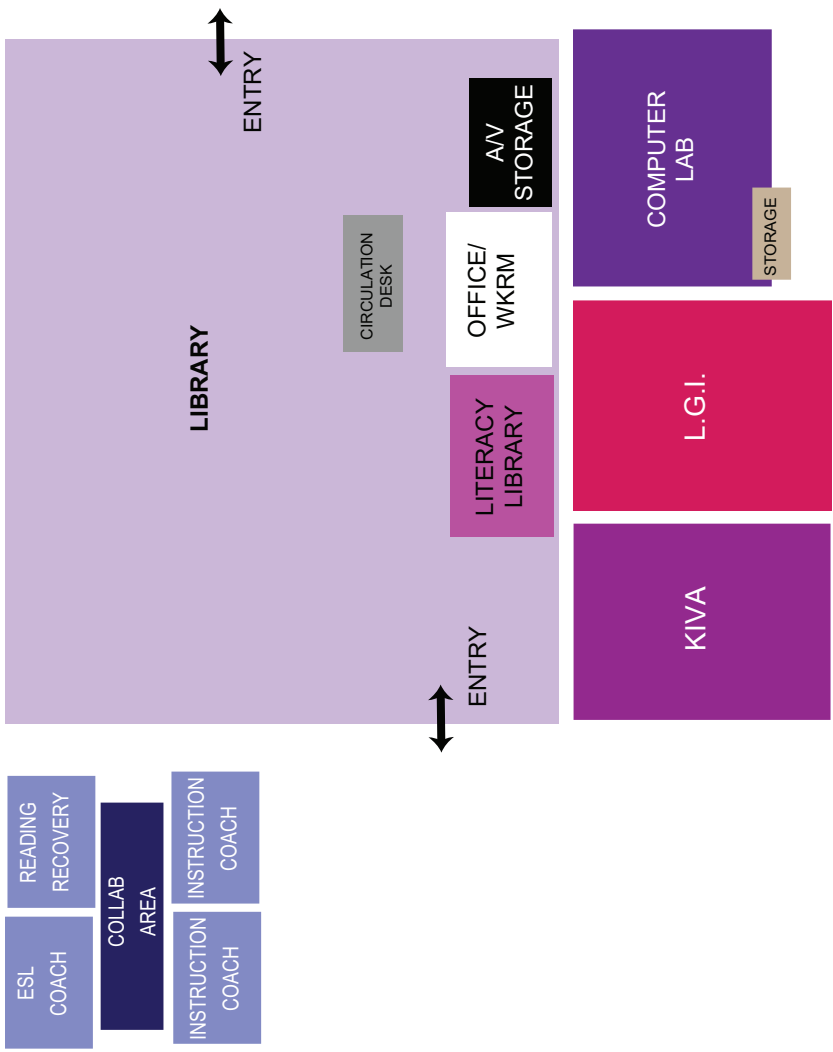 ESL
COACH
READING
RECOVERY
COLLAB
AREA
INSTRUCTION
COACH
INSTRUCTION
COACH
LIBRARY
ENTRY
CIRCULATION
DESK
ENTRY
LITERACY
LIBRARY
OFFICE/
WKRM
A/V
STORAGE
KIVA
L.G.I.
COMPUTER
LAB
STORAGE